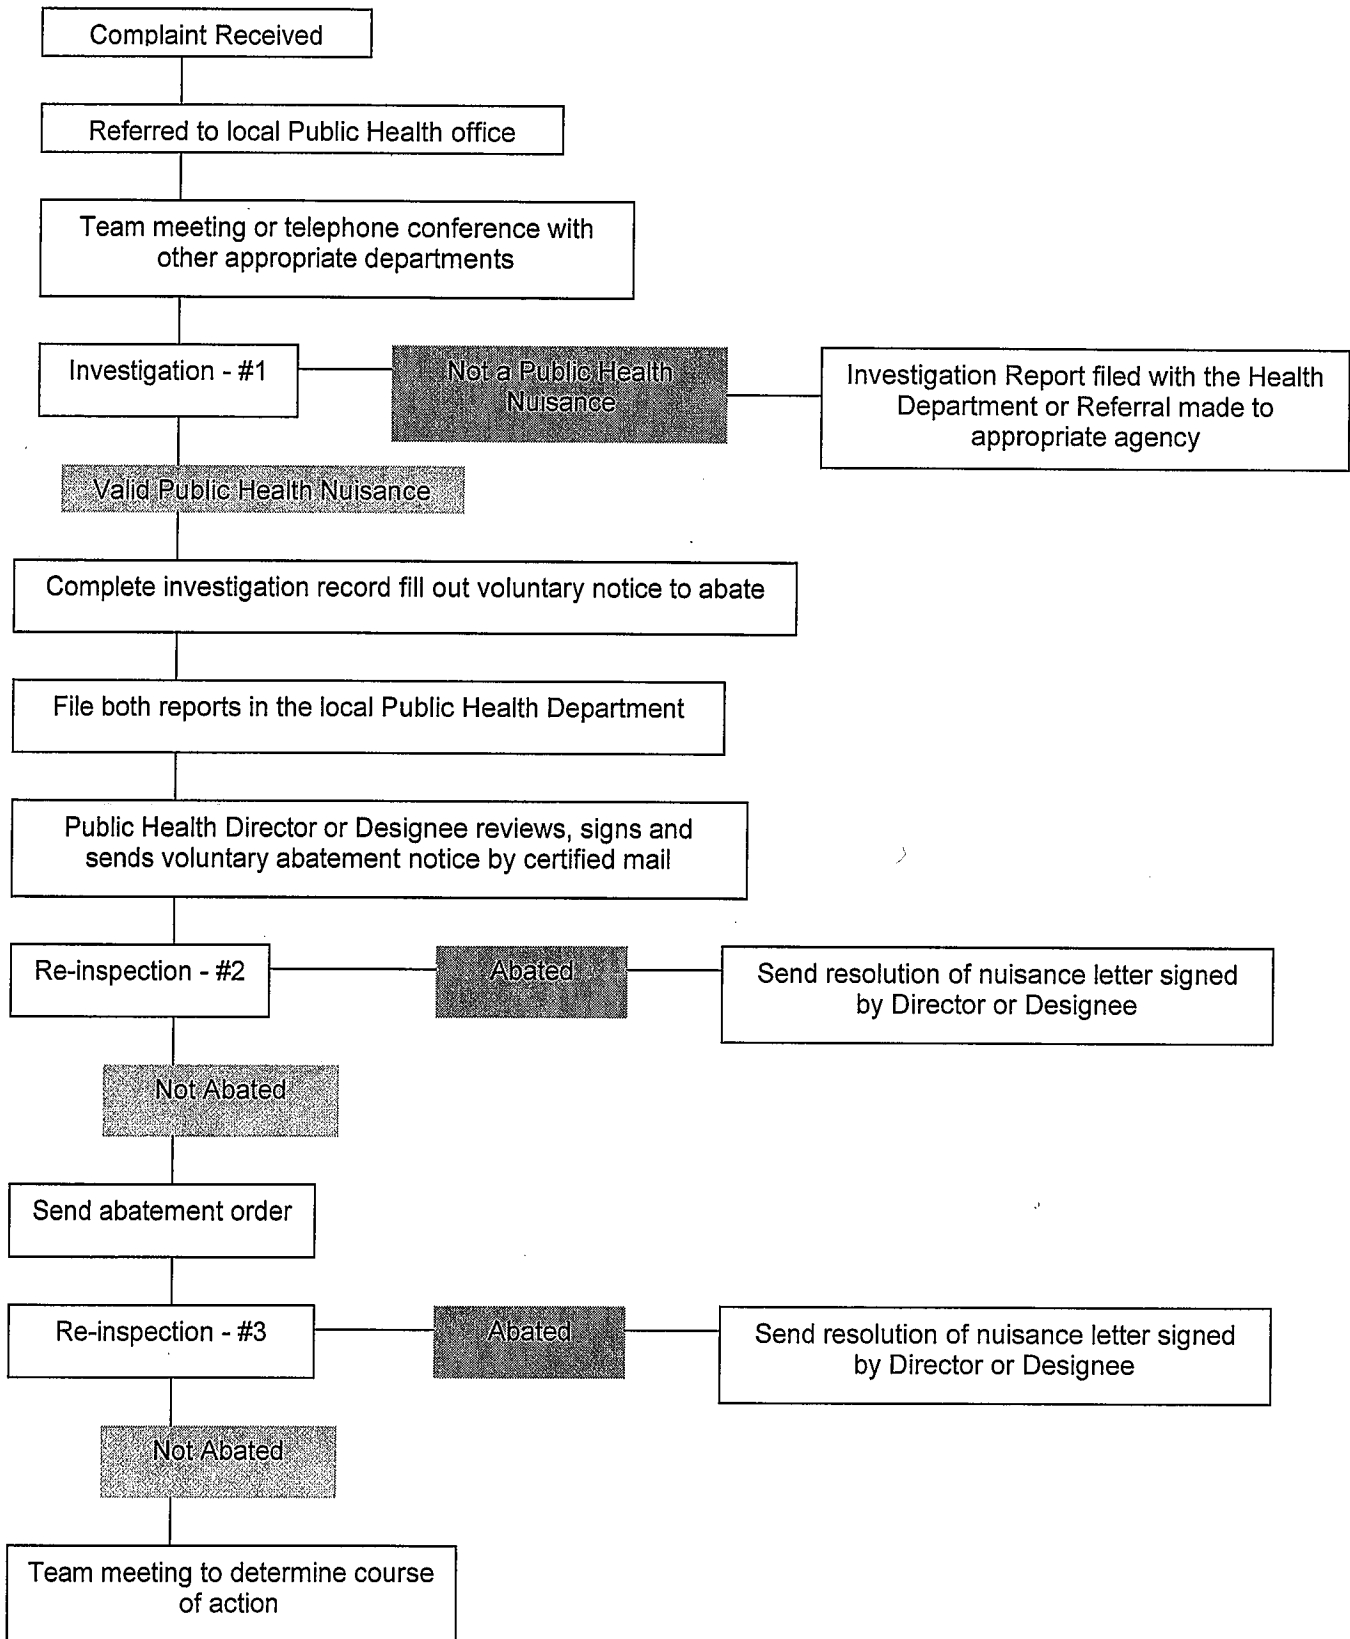 Complaint Received
Referred to local Public Health office
Team meeting or telephone conference with
other appropriate departments
Investigation - #1
Not a Public Health
Nuisance
Investigation Report filed with the Health
Department or Referral made to
appropriate agency
Valid Public Health Nuisance
Complete investigation record fill out voluntary notice to abate
File both reports in the local Public Health Department
Public Health Director or Designee reviews, signs and
sends voluntary abatement notice by certified mail
Re-inspection - #2
Abated
Send resolution of nuisance letter signed
by Director or Designee
Not Abated
Send abatement order
Re-inspection - #3
Abated
Send resolution of nuisance letter signed
by Director or Designee
Not Abated
Team meeting to determine course
of action